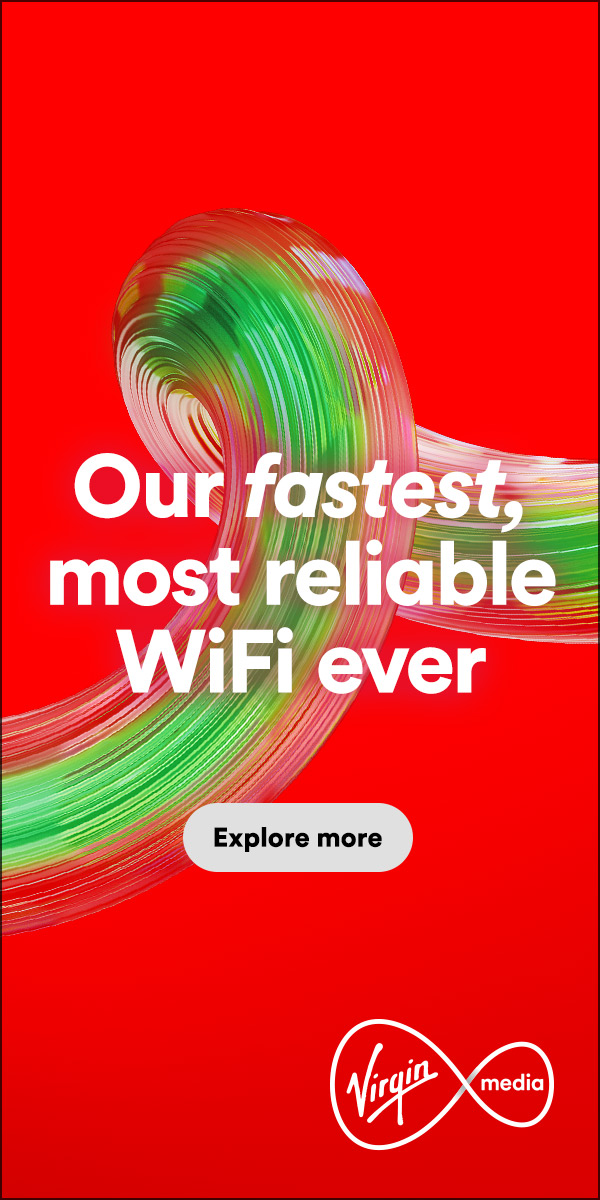 Our fastest,
most reliable
WiFi ever
Explore more
Virgin media